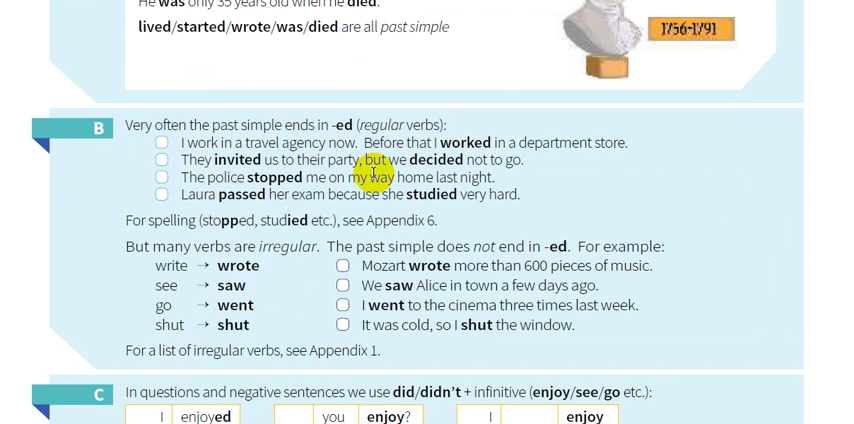 He was only 35 years old when he died.
lived/started/wrote/was/died are all past simple
1756-1791
B
Very often the past simple ends in -ed (regular verbs):
I work in a travel agency now. Before that I worked in a department store.
They invited us to their party, but we decided not to go.
The police stopped me on my way home last night.
Laura passed her exam because she studied very hard.
For spelling (stopped, studied etc.), see Appendix 6.
But many verbs are irregular. The past simple does not end in -ed. For example:
write → wrote Mozart wrote more than 600 pieces of music.
see → saw We saw Alice in town a few days ago.
go → went I went to the cinema three times last week.
shut → shut It was cold, so I shut the window.
For a list of irregular verbs, see Appendix 1.
C
In questions and negative sentences we use did/didn't + infinitive (enjoy/see/go etc.):
I enjoyed you enjoy? I enjoy